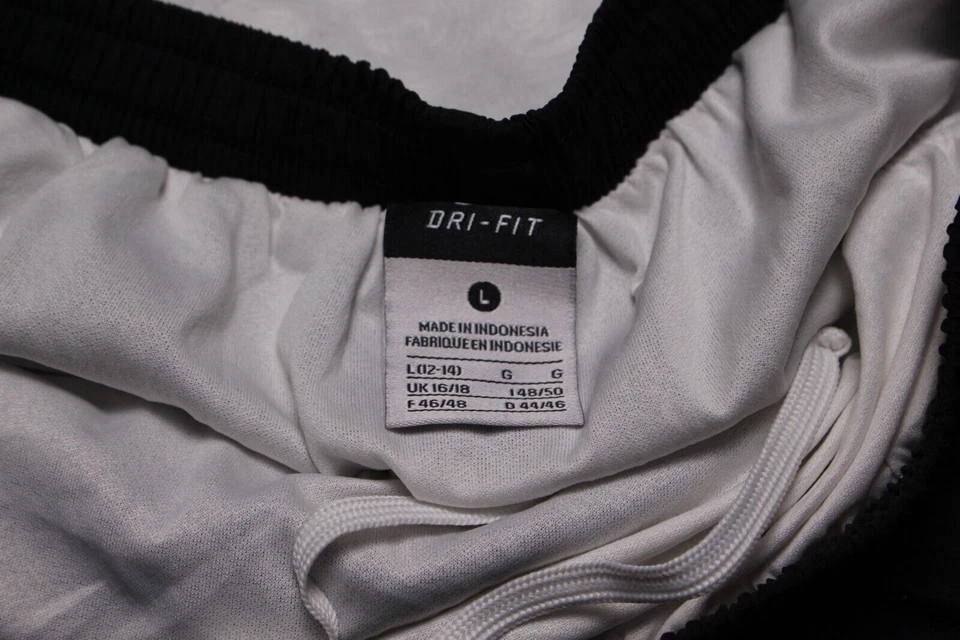 DRI-FIT
L
MADE IN INDONESIA
FABRIQUE EN INDONESIE
L (12-14) G G
UK 16/18 I 48/50
F 46/48 D 44/46